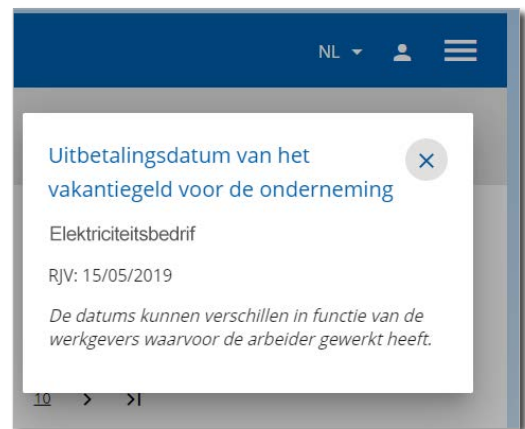 NL
Uitbetalingsdatum van het
vakantiegeld voor de onderneming
Elektriciteitsbedrif
RJV: 15/05/2019
De datums kunnen verschillen in functie van de
werkgevers waarvoor de arbeider gewerkt heeft.
10